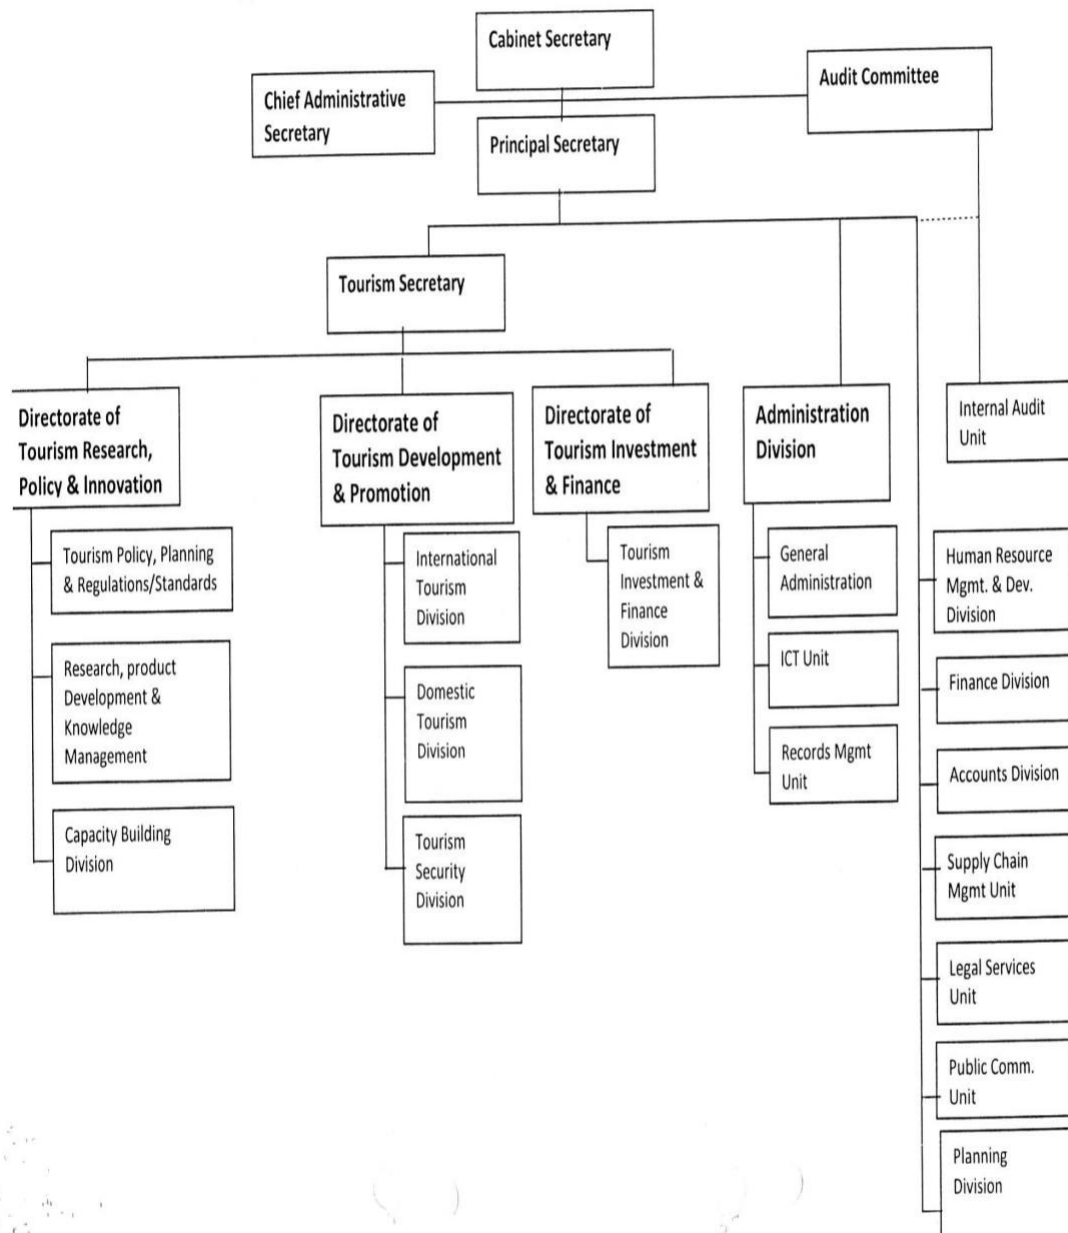 Cabinet Secretary
Chief Administrative
Secretary
Audit Committee
Principal Secretary
Tourism Secretary
Directorate of
Tourism Research,
Policy & Innovation
Directorate of
Tourism Development
& Promotion
Directorate of
Tourism Investment
& Finance
Administration
Division
Internal Audit
Unit
Tourism Policy, Planning
& Regulations/Standards
Research, product
Development &
Knowledge
Management
Capacity Building
Division
International
Tourism
Division
Domestic
Tourism
Division
Tourism
Security
Division
Tourism
Investment &
Finance
Division
General
Administration
ICT Unit
Records Mgmt
Unit
Human Resource
Mgmt. & Dev.
Division
Finance Division
Accounts Division
Supply Chain
Mgmt Unit
Legal Services
Unit
Public Comm.
Unit
Planning
Division